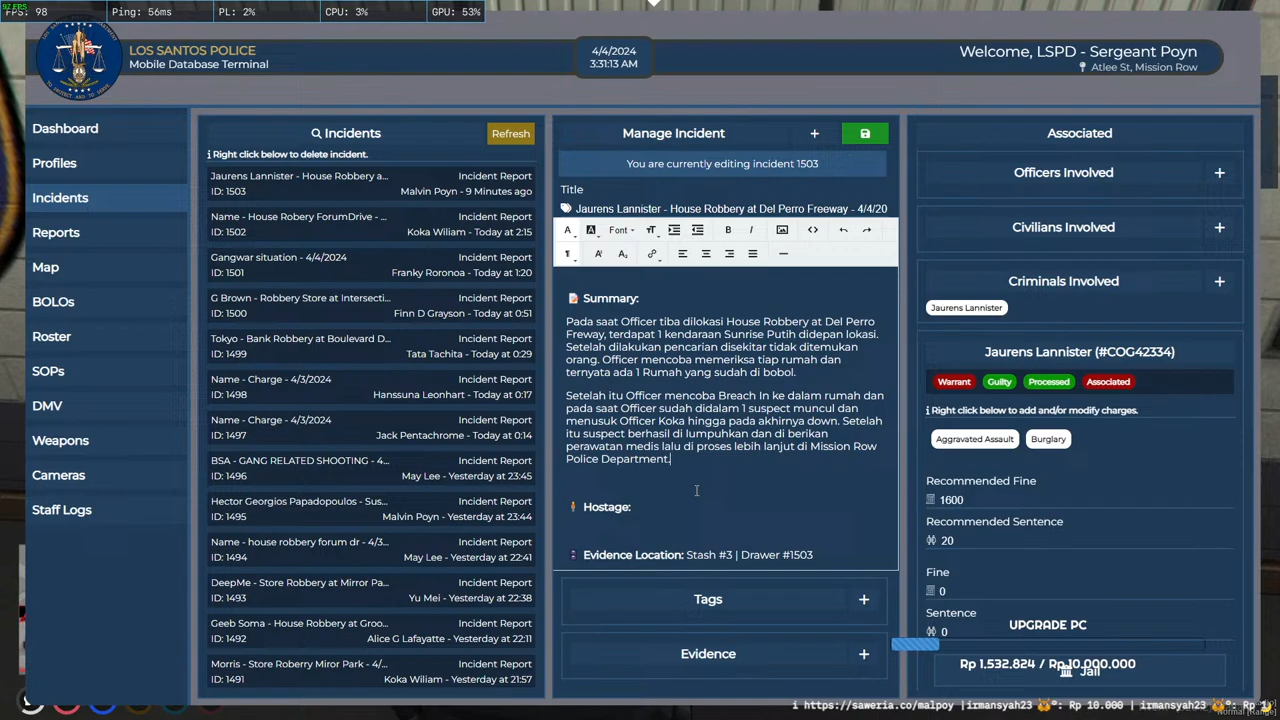 97 FPS
FPS: 98
Ping: 56ms
PL: 2%
CPU: 3%
GPU: 53%
LOS SANTOS POLICE
Mobile Database Terminal
4/4/2024
3:31:13 AM
Welcome, LSPD - Sergeant Poyn
Atlee St, Mission Row
Dashboard
Profiles
Incidents
Reports
Map
BOLOs
Roster
SOPs
DMV
Weapons
Cameras
Staff Logs
Incidents
Refresh
Right click below to delete incident.
Jaurens Lannister - House Robbery a... Incident Report
ID: 1503 Malvin Poyn - 9 Minutes ago
Name - House Robery ForumDrive - ... Incident Report
ID: 1502 Koka Wiliam - Today at 2:15
Gangwar situation - 4/4/2024 Incident Report
ID: 1501 Franky Roronoa - Today at 1:20
G Brown - Robbery Store at Intersecti... Incident Report
ID: 1500 Finn D Grayson - Today at 0:51
Tokyo - Bank Robbery at Boulevard D... Incident Report
ID: 1499 Tata Tachita - Today at 0:29
Name - Charge - 4/3/2024 Incident Report
ID: 1498 Hanssuna Leonhart - Today at 0:17
Name - Charge - 4/3/2024 Incident Report
ID: 1497 Jack Pentachrome - Today at 0:14
BSA - GANG RELATED SHOOTING - 4... Incident Report
ID: 1496 May Lee - Yesterday at 23:45
Hector Georgios Papadopoulos - Sus... Incident Report
ID: 1495 Malvin Poyn - Yesterday at 23:44
Name - house robbery forum dr - 4/3... Incident Report
ID: 1494 May Lee - Yesterday at 22:41
DeepMe - Store Robbery at Mirror Pa... Incident Report
ID: 1493 Yu Mei - Yesterday at 22:38
Geeb Soma - House Robbery at Groo... Incident Report
ID: 1492 Alice G Lafayatte - Yesterday at 22:11
Morris - Store Roberry Miror Park - 4/... Incident Report
ID: 1491 Koka Wiliam - Yesterday at 21:57
Manage Incident
You are currently editing incident 1503
Title
Jaurens Lannister - House Robbery at Del Perro Freeway - 4/4/20
Font
Summary:
Pada saat Officer tiba dilokasi House Robbery at Del Perro
Freway, terdapat 1 kendaraan Sunrise Putih didepan lokasi.
Setelah dilakukan pencarian disekitar tidak ditemukan
orang. Officer mencoba memeriksa tiap rumah dan
ternyata ada 1 Rumah yang sudah di bobol.
Setelah itu Officer mencoba Breach In ke dalam rumah dan
pada saat Officer sudah didalam 1 suspect muncul dan
menusuk Officer Koka hingga pada akhirnya down. Setelah
itu suspect berhasil di lumpuhkan dan di berikan
perawatan medis lalu di proses lebih lanjut di Mission Row
Police Department.
Hostage:
Evidence Location: Stash #3 | Drawer #1503
Tags
Evidence
Associated
Officers Involved
Civilians Involved
Criminals Involved
Jaurens Lannister
Jaurens Lannister (#COG42334)
Warrant Guilty Processed Associated
Right click below to add and/or modify charges.
Aggravated Assault Burglary
Recommended Fine
1600
Recommended Sentence
20
Fine
0
Sentence
0
UPGRADE PC
Rp 1.532.824 / Rp 10.000.000
Jail
i https://saweria.co/malpoy | irmansyah23 : Rp 10.000 | irmansyah23 : Rp
Normal [Range]